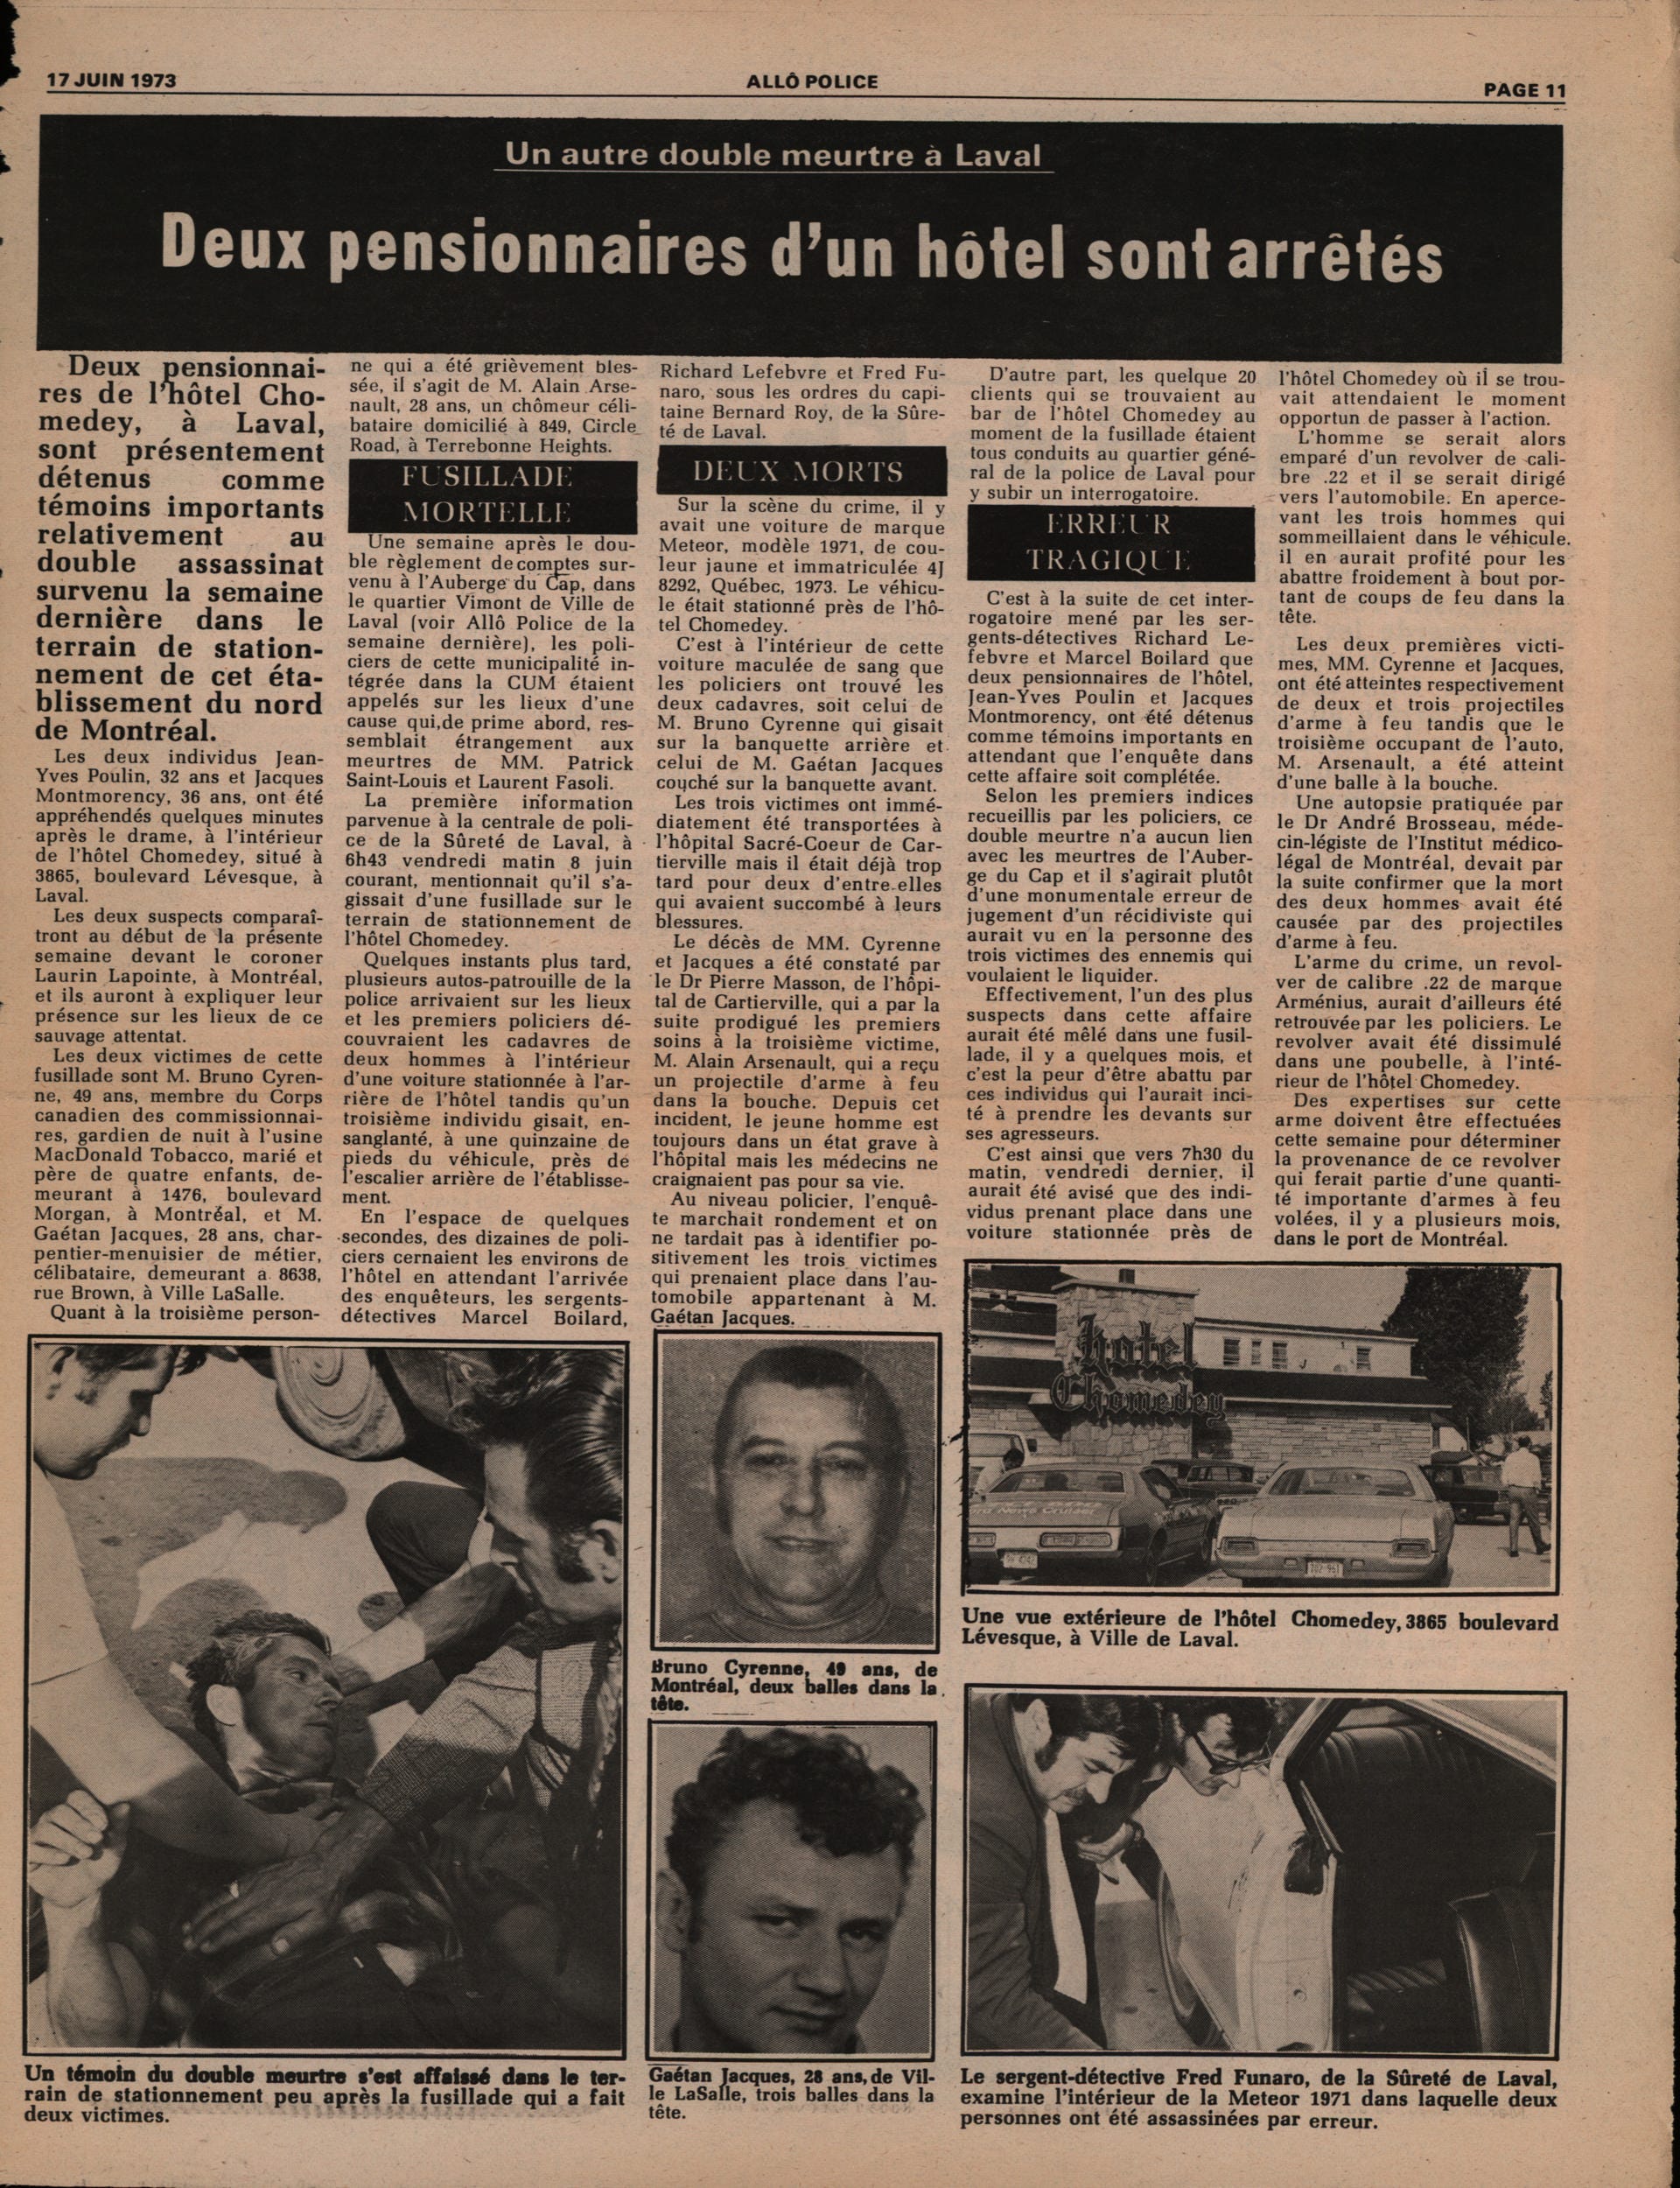 17 JUIN 1973
ALLÔ POLICE
PAGE 11
Un autre double meurtre à Laval
Deux pensionnaires d'un hôtel sont arrêtés
Deux pensionnai-
res de l'hôtel Cho-
medey, à Laval,
sont présentement
détenus comme
témoins importants
relativement au
double assassinat
survenu la semaine
dernière dans le
terrain de station-
nement de cet éta-
blissement du nord
de Montréal.
Les deux individus Jean-
Yves Poulin, 32 ans et Jacques
Montmorency, 36 ans, ont été
appréhendés quelques minutes
après le drame, à l'intérieur
de l'hôtel Chomedey, situé à
3865, boulevard Lévesque, à
Laval.
Les deux suspects comparaî-
tront au début de la présente
semaine devant le coroner
Laurin Lapointe, à Montréal,
et ils auront à expliquer leur
présence sur les lieux de ce
sauvage attentat.
Les deux victimes de cette
fusillade sont M. Bruno Cyren-
ne, 49 ans, membre du Corps
canadien des commissionnai-
res, gardien de nuit à l'usine
MacDonald Tobacco, marié et
père de quatre enfants, de-
meurant à 1476, boulevard
Morgan, à Montréal, et M.
Gaétan Jacques, 28 ans, char-
pentier-menuisier de métier,
célibataire, demeurant a 8638,
rue Brown, à Ville LaSalle.
Quant à la troisième person-
ne qui a été grièvement bles-
sée, il s'agit de M. Alain Arse-
nault, 28 ans, un chômeur céli-
bataire domicilié à 849, Circle
Road, à Terrebonne Heights.
FUSILLADE
MORTELLE
Une semaine après le dou-
ble règlement de comptes sur-
venu à l'Auberge du Cap, dans
le quartier Vimont de Ville de
Laval (voir Allô Police de la
semaine dernière), les poli-
ciers de cette municipalité in-
tégrée dans la CUM étaient
appelés sur les lieux d'une
cause qui,de prime abord, res-
semblait étrangement aux
meurtres de MM. Patrick
Saint-Louis et Laurent Fasoli.
La première information
parvenue à la centrale de poli-
ce de la Sûreté de Laval, à
6h43 vendredi matin 8 juin
courant, mentionnait qu'il s'a-
gissait d'une fusillade sur le
terrain de stationnement de
l'hôtel Chomedey.
Quelques instants plus tard,
plusieurs autos-patrouille de la
police arrivaient sur les lieux
et les premiers policiers dé-
couvraient les cadavres de
deux hommes à l'intérieur
d'une voiture stationnée à l'ar-
rière de l'hôtel tandis qu'un
troisième individu gisait, en-
sanglanté, à une quinzaine de
pieds du véhicule, près de
l'escalier arrière de l'établisse-
ment.
En l'espace de quelques
secondes, des dizaines de poli-
ciers cernaient les environs de
l'hôtel en attendant l'arrivée
des enquêteurs, les sergents-
détectives Marcel Boilard,
Richard Lefebvre et Fred Fu-
naro, sous les ordres du capi-
taine Bernard Roy, de la Sûre-
té de Laval.
DEUX MORTS
Sur la scène du crime, il y
avait une voiture de marque
Meteor, modèle 1971, de cou-
leur jaune et immatriculée 4J
8292, Québec, 1973. Le véhicu-
le était stationné près de l'hô-
tel Chomedey.
C'est à l'intérieur de cette
voiture maculée de sang que
les policiers ont trouvé les
deux cadavres, soit celui de
M. Bruno Cyrenne qui gisait
sur la banquette arrière et
celui de M. Gaétan Jacques
couché sur la banquette avant.
Les trois victimes ont immé-
diatement été transportées à
l'hôpital Sacré-Coeur de Car-
tierville mais il était déjà trop
tard pour deux d'entre-elles
qui avaient succombé à leurs
blessures.
Le décès de MM. Cyrenne
et Jacques a été constaté par
le Dr Pierre Masson, de l'hôpi-
tal de Cartierville, qui a par la
suite prodigué les premiers
soins à la troisième victime,
M. Alain Arsenault, qui a reçu
un projectile d'arme à feu
dans la bouche. Depuis cet
incident, le jeune homme est
toujours dans un état grave à
l'hôpital mais les médecins ne
craignaient pas pour sa vie.
Au niveau policier, l'enquê-
te marchait rondement et on
ne tardait pas à identifier po-
sitivement les trois victimes
qui prenaient place dans l'au-
tomobile appartenant à M.
Gaétan Jacques.
D'autre part, les quelque 20
clients qui se trouvaient au
bar de l'hôtel Chomedey au
moment de la fusillade étaient
tous conduits au quartier géné-
ral de la police de Laval pour
y subir un interrogatoire.
ERREUR
TRAGIQUE
C'est à la suite de cet inter-
rogatoire mené par les ser-
gents-détectives Richard Le-
febvre et Marcel Boilard que
deux pensionnaires de l'hôtel,
Jean-Yves Poulin et Jacques
Montmorency, ont été détenus
comme témoins importants en
attendant que l'enquête dans
cette affaire soit complétée.
Selon les premiers indices
recueillis par les policiers, ce
double meurtre n'a aucun lien
avec les meurtres de l'Auber-
ge du Cap et il s'agirait plutôt
d'une monumentale erreur de
jugement d'un récidiviste qui
aurait vu en la personne des
trois victimes des ennemis qui
voulaient le liquider.
Effectivement, l'un des plus
suspects dans cette affaire
aurait été mêlé dans une fusil-
lade, il y a quelques mois, et
c'est la peur d'être abattu par
ces individus qui l'aurait inci-
té à prendre les devants sur
ses agresseurs.
C'est ainsi que vers 7h30 du
matin, vendredi dernier, il
aurait été avisé que des indi-
vidus prenant place dans une
voiture stationnée près de
l'hôtel Chomedey où il se trou-
vait attendaient le moment
opportun de passer à l'action.
L'homme se serait alors
emparé d'un revolver de cali-
bre .22 et il se serait dirigé
vers l'automobile. En aperce-
vant les trois hommes qui
sommeillaient dans le véhicule,
il en aurait profité pour les
abattre froidement à bout por-
tant de coups de feu dans la
tête.
Les deux premières victi-
mes, MM. Cyrenne et Jacques,
ont été atteintes respectivement
de deux et trois projectiles
d'arme à feu tandis que le
troisième occupant de l'auto,
M. Arsenault, a été atteint
d'une balle à la bouche.
Une autopsie pratiquée par
le Dr André Brosseau, méde-
cin-légiste de l'Institut médico-
légal de Montréal, devait par
la suite confirmer que la mort
des deux hommes avait été
causée par des projectiles
d'arme à feu.
L'arme du crime, un revol-
ver de calibre .22 de marque
Arménius, aurait d'ailleurs été
retrouvée par les policiers. Le
revolver avait été dissimulé
dans une poubelle, à l'inté-
rieur de l'hôtel Chomedey.
Des expertises sur cette
arme doivent être effectuées
cette semaine pour déterminer
la provenance de ce revolver
qui ferait partie d'une quanti-
té importante d'armes à feu
volées, il y a plusieurs mois,
dans le port de Montréal.
hotel
Chomedey
Une vue extérieure de l'hôtel Chomedey, 3865 boulevard
Lévesque, à Ville de Laval.
Bruno Cyrenne, 49 ans, de
Montréal, deux balles dans la
tête.
Un témoin du double meurtre s'est affaissé dans le ter-
rain de stationnement peu après la fusillade qui a fait
deux victimes.
Gaétan Jacques, 28 ans, de Vil-
le LaSalle, trois balles dans la
tête.
Le sergent-détective Fred Funaro, de la Sûreté de Laval,
examine l'intérieur de la Meteor 1971 dans laquelle deux
personnes ont été assassinées par erreur.